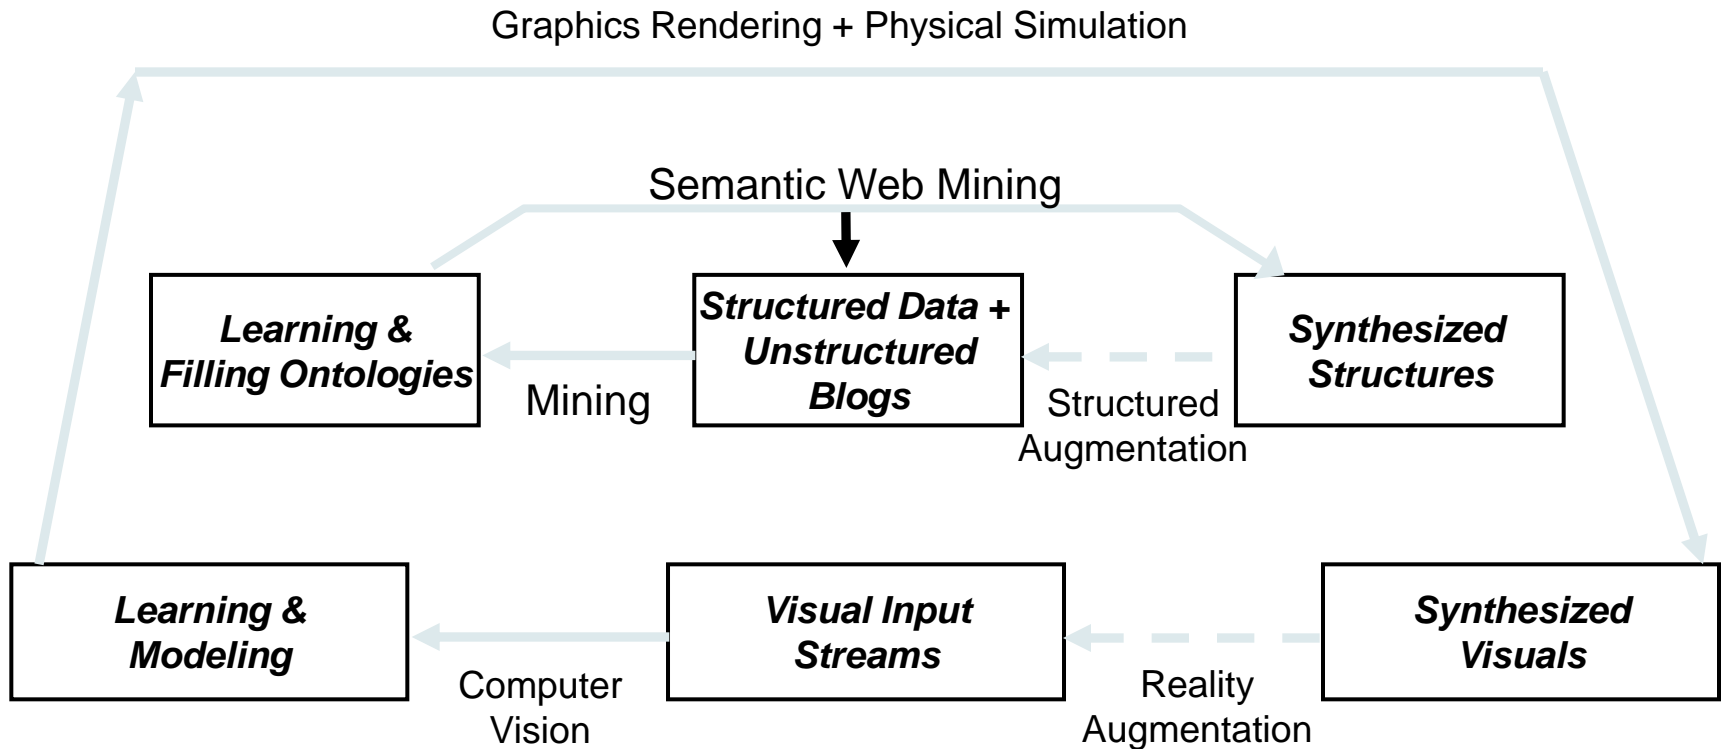 Graphics Rendering + Physical Simulation
Semantic Web Mining
Learning &
Filling Ontologies
Mining
Structured Data +
Unstructured
Blogs
Structured
Augmentation
Synthesized
Structures
Learning &
Modeling
Computer
Vision
Visual Input
Streams
Reality
Augmentation
Synthesized
Visuals